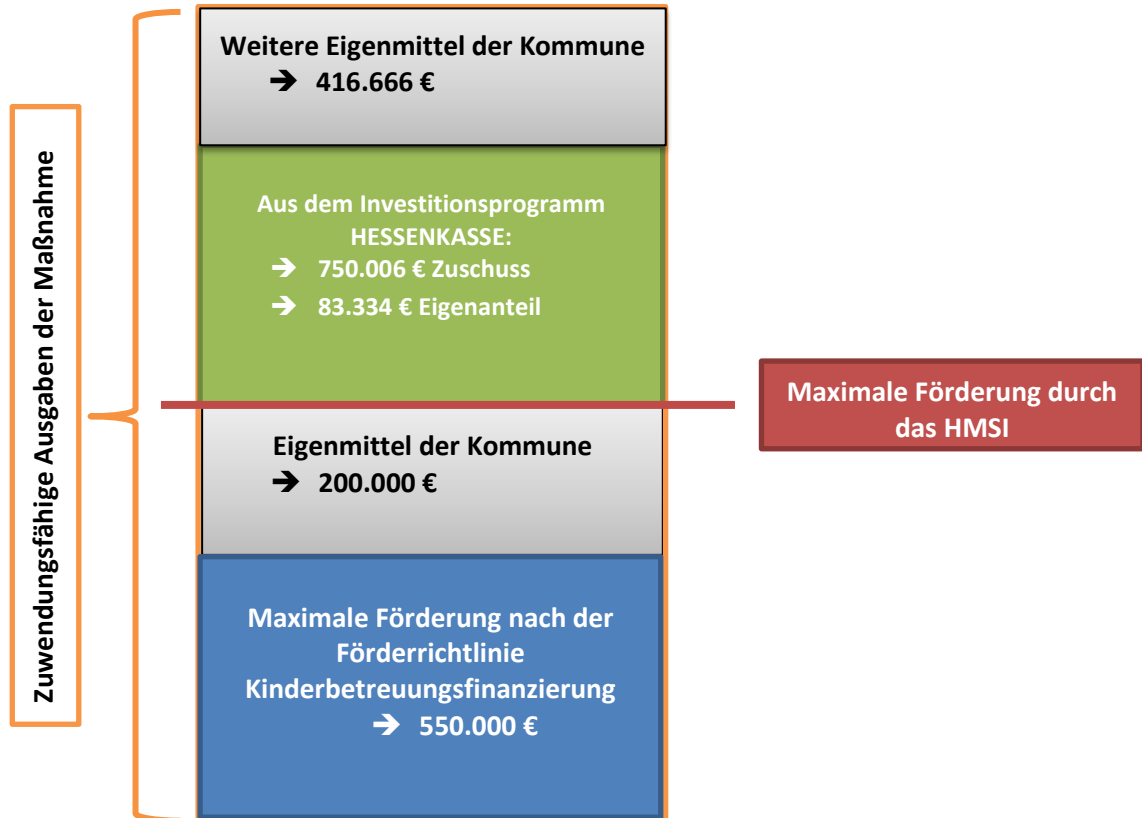 Zuwendungsfähige Ausgaben der Maßnahme
Weitere Eigenmittel der Kommune
➔ 416.666 €
Aus dem Investitionsprogramm
HESSENKASSE:
➔ 750.006 € Zuschuss
➔ 83.334 € Eigenanteil
Maximale Förderung durch
das HMSI
Eigenmittel der Kommune
➔ 200.000 €
Maximale Förderung nach der
Förderrichtlinie
Kinderbetreuungsfinanzierung
➔ 550.000 €